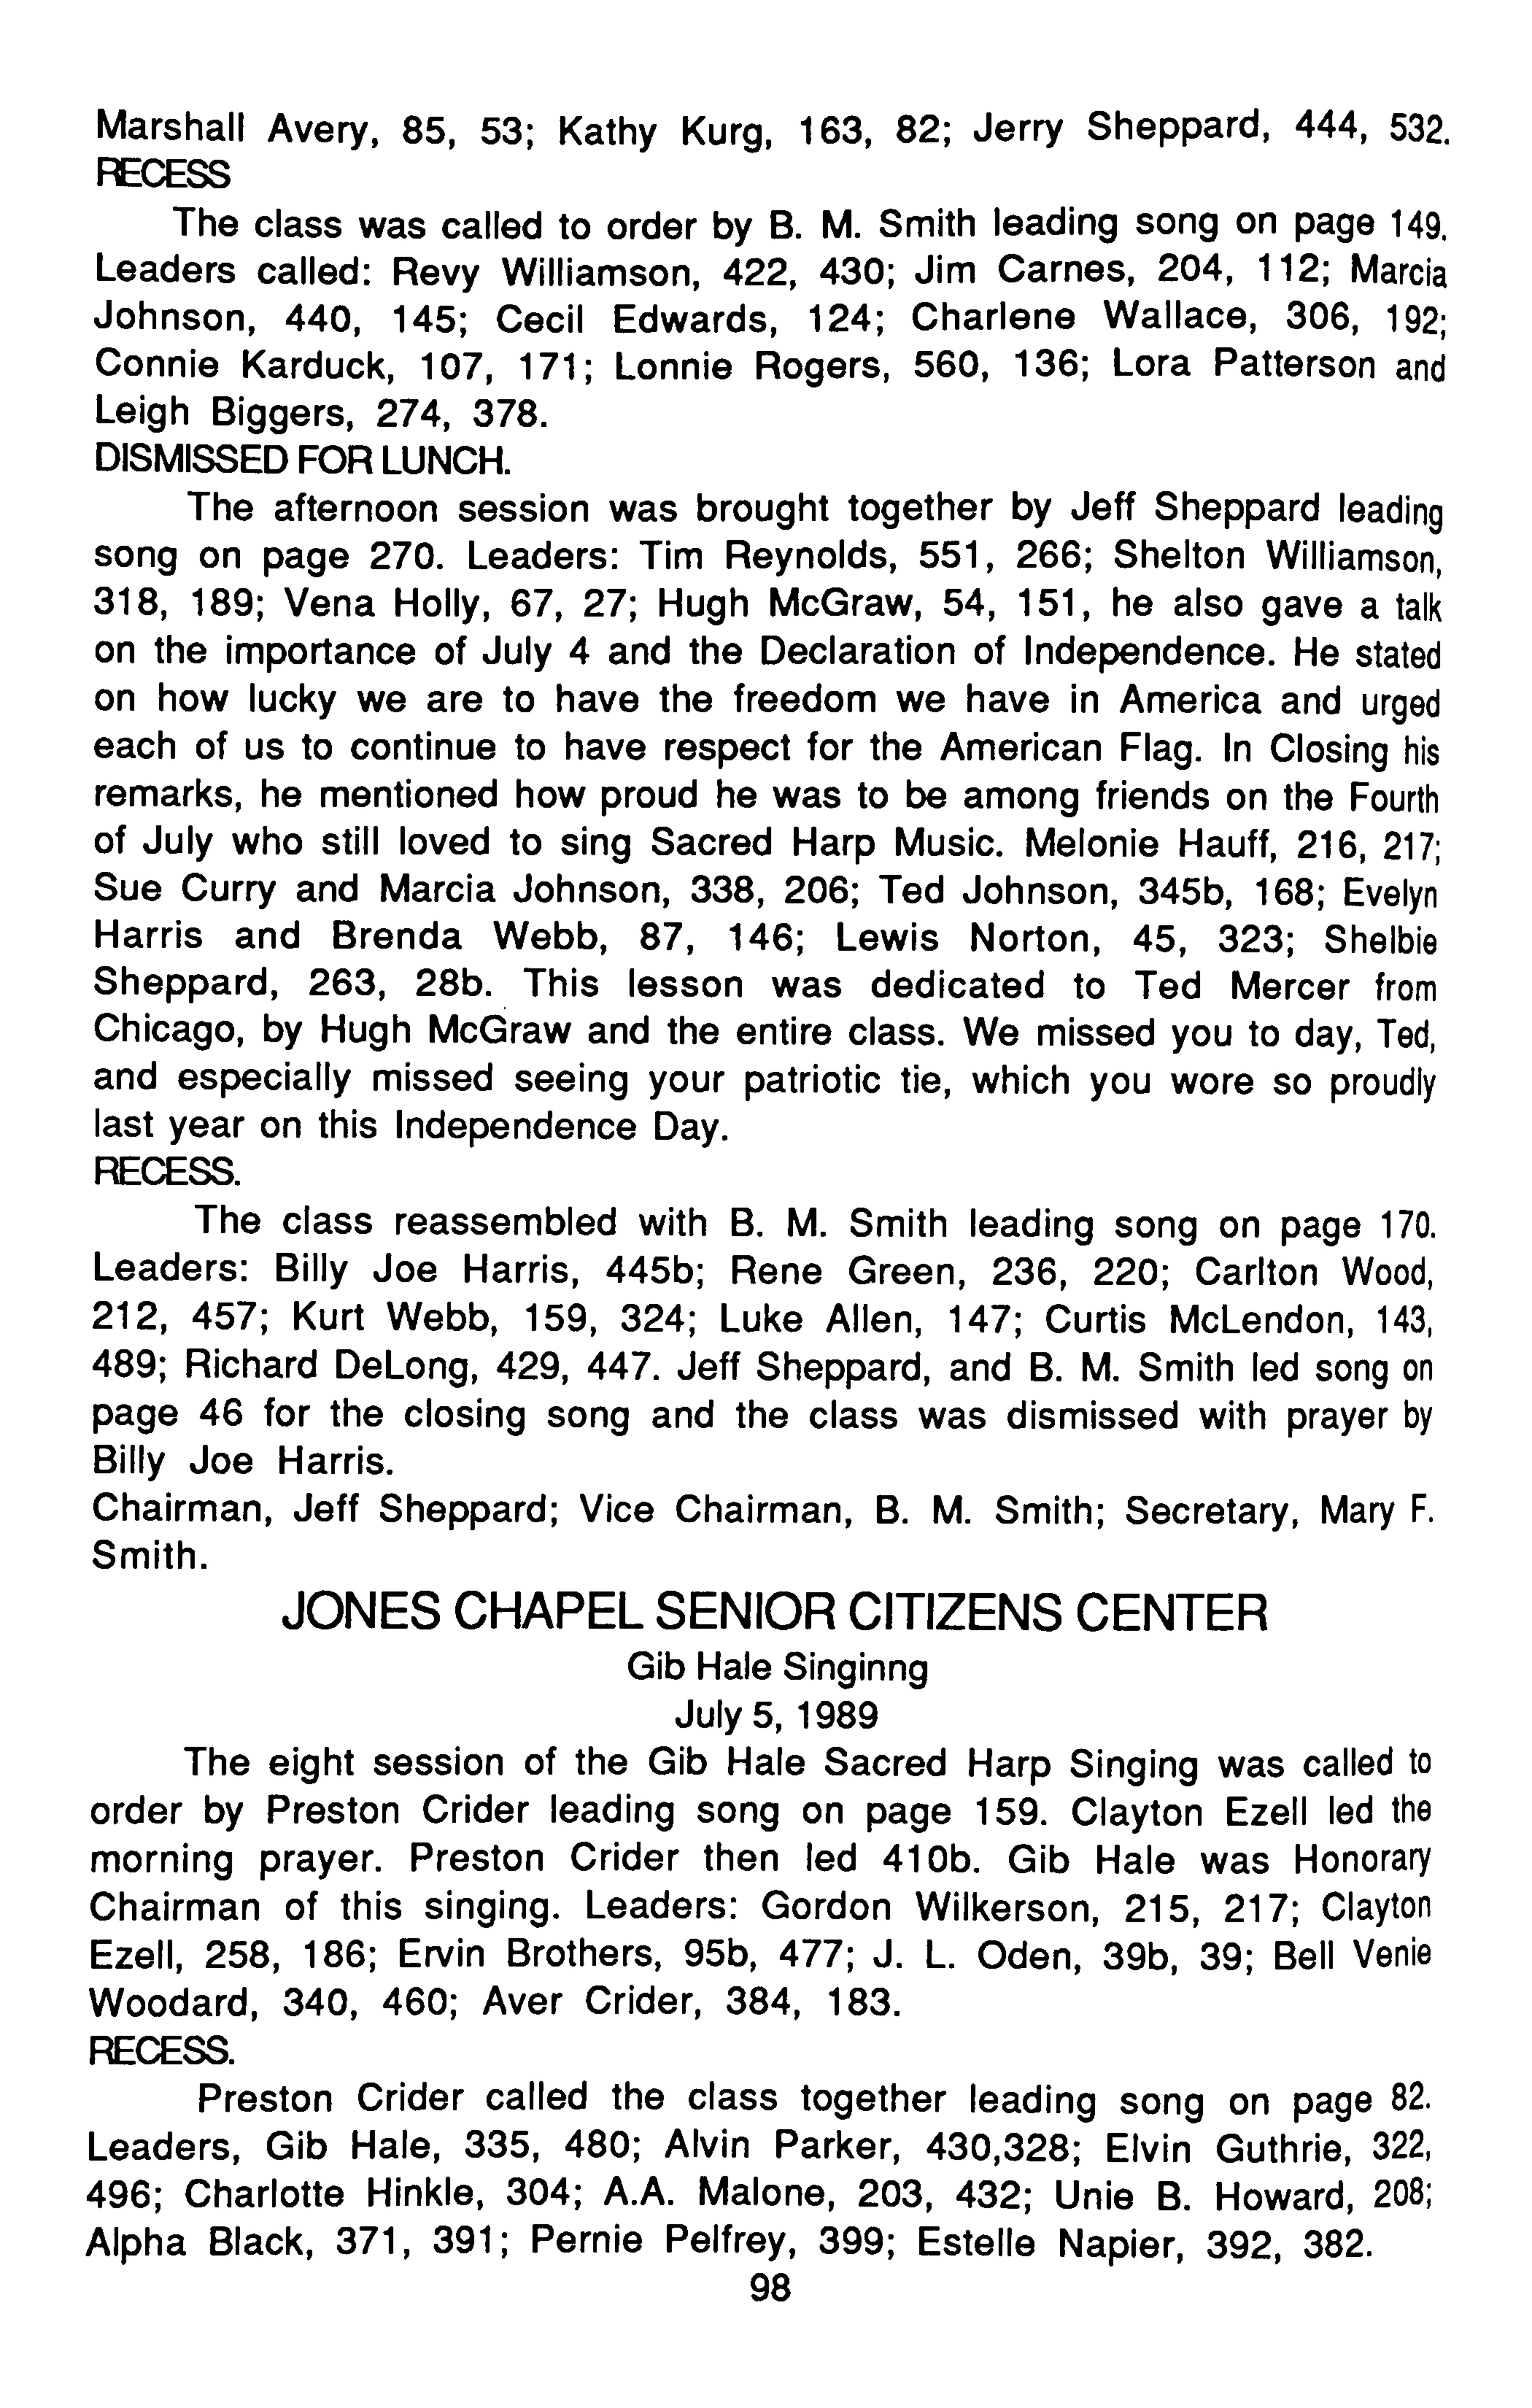 Marshall Avery, 85, 53; Kathy Kurg, 163, 82; Jerry Sheppard, 444, 532.
RECESS
The class was called to order by B. M. Smith leading song on page 149.
Leaders called: Revy Williamson, 422, 430; Jim Carnes, 204, 112; Marcia
Johnson, 440, 145; Cecil Edwards, 124; Charlene Wallace, 306, 192;
Connie Karduck, 107, 171; Lonnie Rogers, 560, 136; Lora Patterson and
Leigh Biggers, 274, 378.
DISMISSED FOR LUNCH.
The afternoon session was brought together by Jeff Sheppard leading
song on page 270. Leaders: Tim Reynolds, 551, 266; Shelton Williamson,
318, 189; Vena Holly, 67, 27; Hugh McGraw, 54, 151, he also gave a talk
on the importance of July 4 and the Declaration of Independence. He stated
on how lucky we are to have the freedom we have in America and urged
each of us to continue to have respect for the American Flag. In Closing his
remarks, he mentioned how proud he was to be among friends on the Fourth
of July who still loved to sing Sacred Harp Music. Melonie Hauff, 216, 217;
Sue Curry and Marcia Johnson, 338, 206; Ted Johnson, 345b, 168; Evelyn
Harris and Brenda Webb, 87, 146; Lewis Norton, 45, 323; Shelbie
Sheppard, 263, 28b. This lesson was dedicated to Ted Mercer from
Chicago, by Hugh McGraw and the entire class. We missed you to day, Ted,
and especially missed seeing your patriotic tie, which you wore so proudly
last year on this Independence Day.
RECESS.
The class reassembled with B. M. Smith leading song on page 170.
Leaders: Billy Joe Harris, 445b; Rene Green, 236, 220; Carlton Wood,
212, 457; Kurt Webb, 159, 324; Luke Allen, 147; Curtis McLendon, 143,
489; Richard DeLong, 429, 447. Jeff Sheppard, and B. M. Smith led song on
page 46 for the closing song and the class was dismissed with prayer by
Billy Joe Harris.
Chairman, Jeff Sheppard; Vice Chairman, B. M. Smith; Secretary, Mary F.
Smith.
JONES CHAPEL SENIOR CITIZENS CENTER
Gib Hale Singinng
July 5, 1989
The eight session of the Gib Hale Sacred Harp Singing was called to
order by Preston Crider leading song on page 159. Clayton Ezell led the
morning prayer. Preston Crider then led 410b. Gib Hale was Honorary
Chairman of this singing. Leaders: Gordon Wilkerson, 215, 217; Clayton
Ezell, 258, 186; Ervin Brothers, 95b, 477; J. L. Oden, 39b, 39; Bell Venie
Woodard, 340, 460; Aver Crider, 384, 183.
RECESS.
Preston Crider called the class together leading song on page 82.
Leaders, Gib Hale, 335, 480; Alvin Parker, 430,328; Elvin Guthrie, 322,
496; Charlotte Hinkle, 304; A.A. Malone, 203, 432; Unie B. Howard, 208;
Alpha Black, 371, 391; Pernie Pelfrey, 399; Estelle Napier, 392, 382.
98